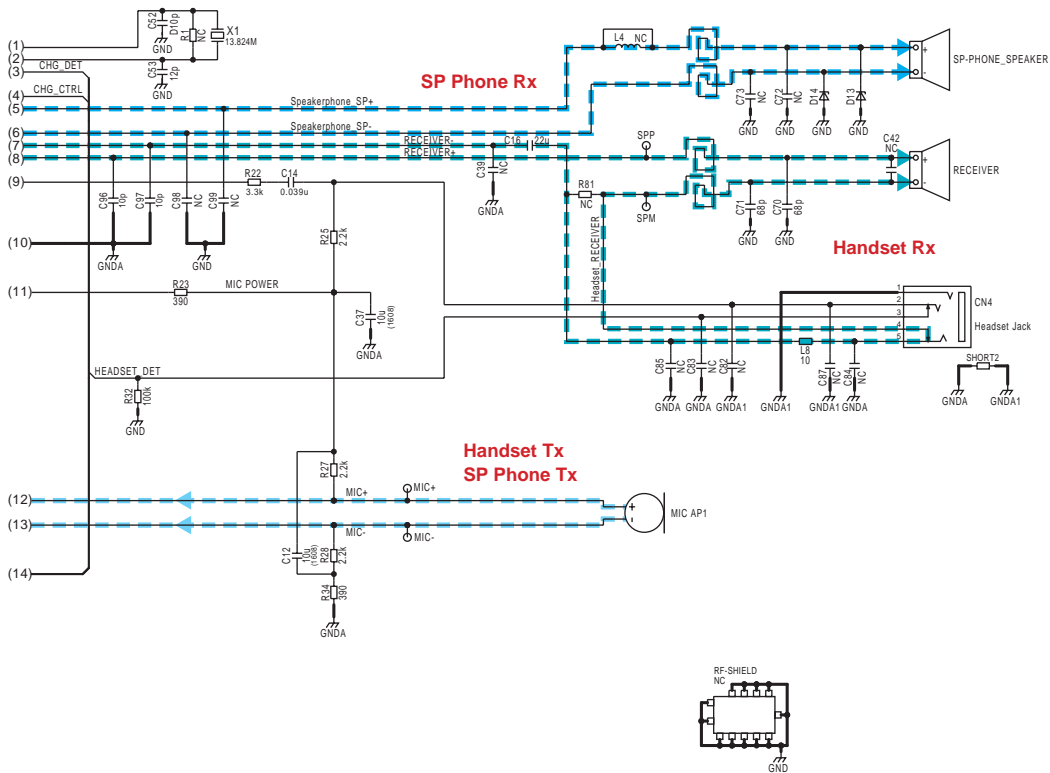 C52
D10p
GND
R1
NC
X1
13.824M
C53
12p
GND
(1)
(2)
(3)
CHG_DET
(4)
CHG_CTRL
(5)
(6)
(7)
(8)
(9)
(10)
(11)
(12)
(13)
(14)
SP Phone Rx
Speakerphone_SP+
Speakerphone_SP-
RECEIVER-
RECEIVER+
L4 NC
C73
NC
GND
C72
NC
GND
D14
GND
D13
GND
+
-
SP-PHONE_SPEAKER
C16 22u
C39
NC
GNDA
SPP
SPM
R81
NC
C42
NC
+
-
RECEIVER
C71
68p
GND
C70
68p
GND
Handset Rx
R22
3.3k
C14
0.039u
C96
10p
C97
10p
C98
NC
C99
NC
GNDA
GND
R25
2.2k
Headset_RECEIVER
R23
390
MIC POWER
C37
10u
(1608)
GNDA
1
2
3
4
5
CN4
Headset Jack
L8
10
C85
NC
GNDA
C83
NC
GNDA
C82
NC
GNDA1
GNDA1
C87
NC
GNDA1
C84
NC
GNDA
SHORT2
GNDA
GNDA1
HEADSET_DET
R32
100k
GND
Handset Tx
SP Phone Tx
R27
2.2k
MIC+
MIC+
MIC-
MIC-
+
-
MIC AP1
C12
10u
(1608)
R28
2.2k
R34
390
GNDA
RF-SHIELD
NC
GND